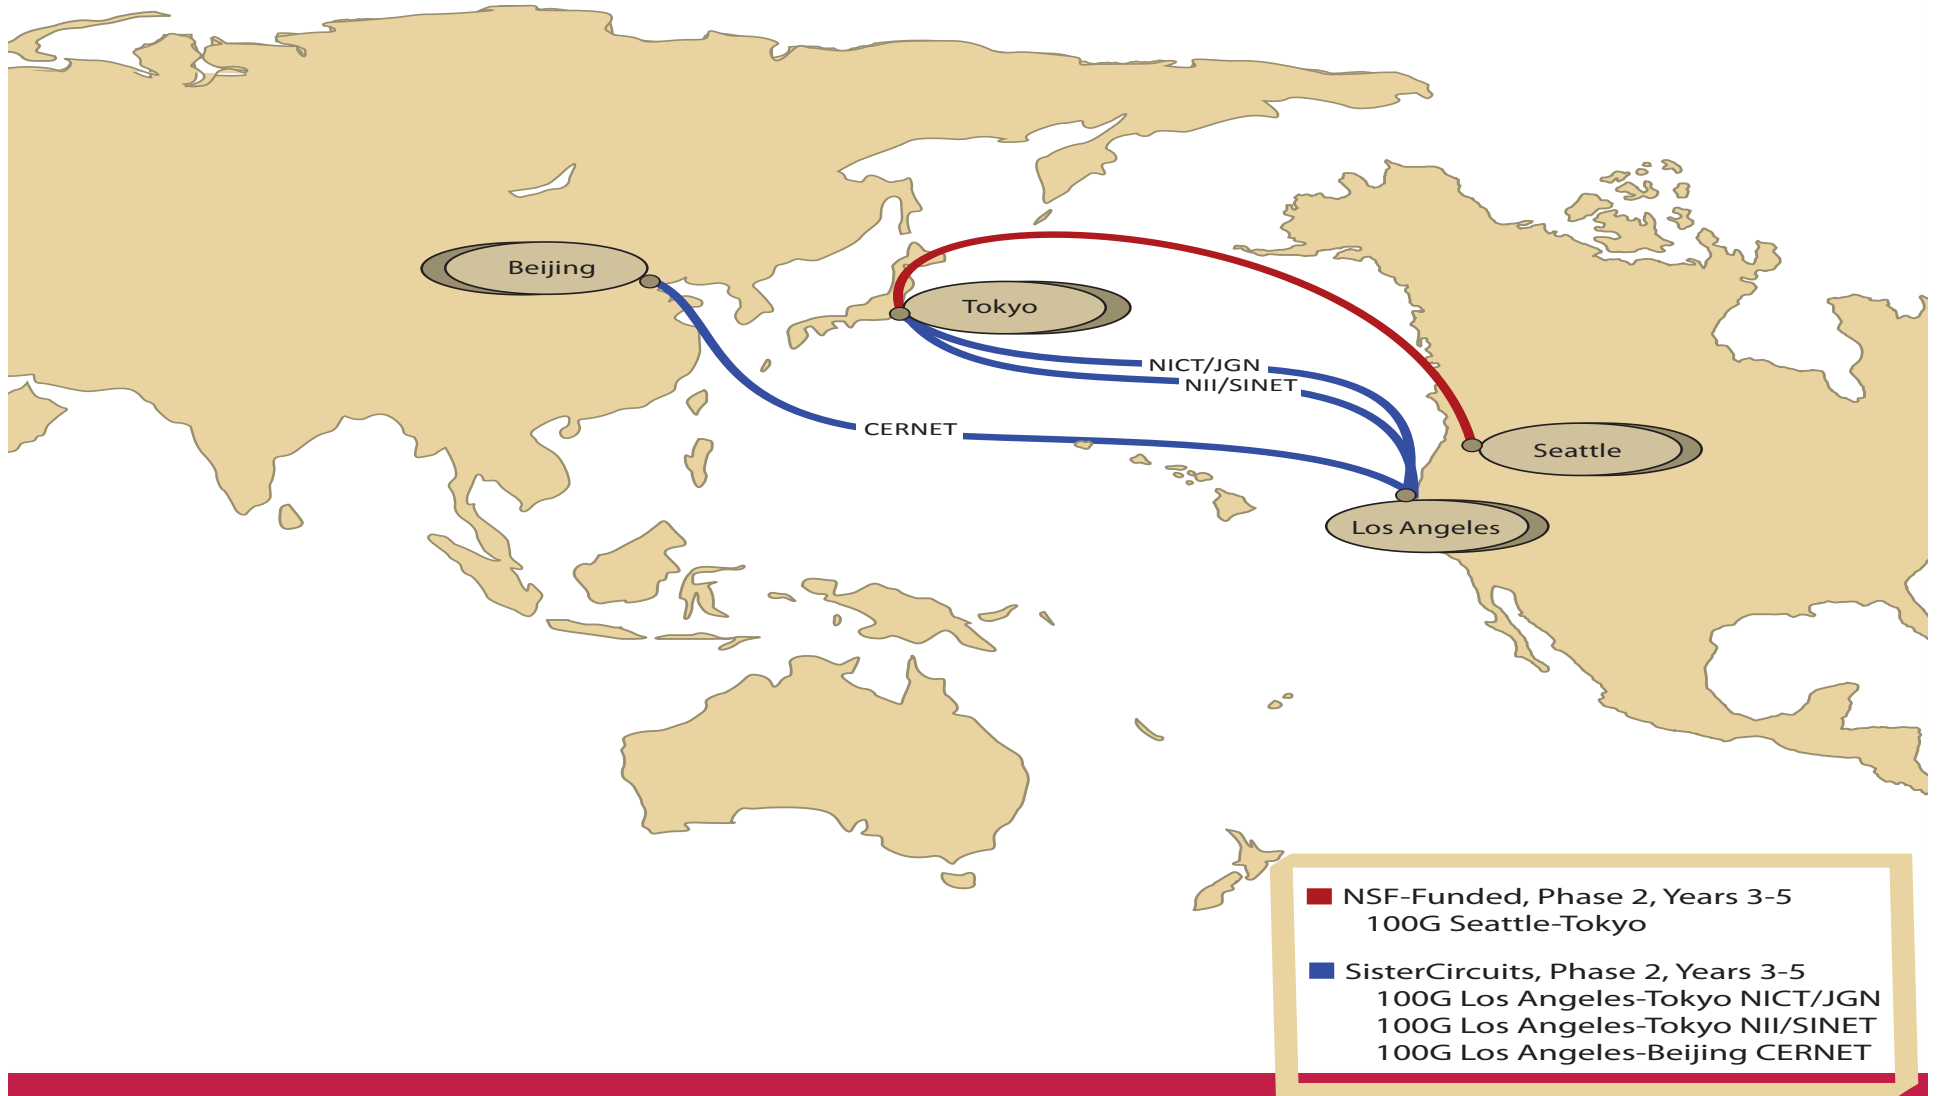 Beijing
Tokyo
NICT/JGN
NII/SINET
CERNET
Seattle
Los Angeles
NSF-Funded, Phase 2, Years 3-5
100G Seattle-Tokyo
SisterCircuits, Phase 2, Years 3-5
100G Los Angeles-Tokyo NICT/JGN
100G Los Angeles-Tokyo NII/SINET
100G Los Angeles-Beijing CERNET